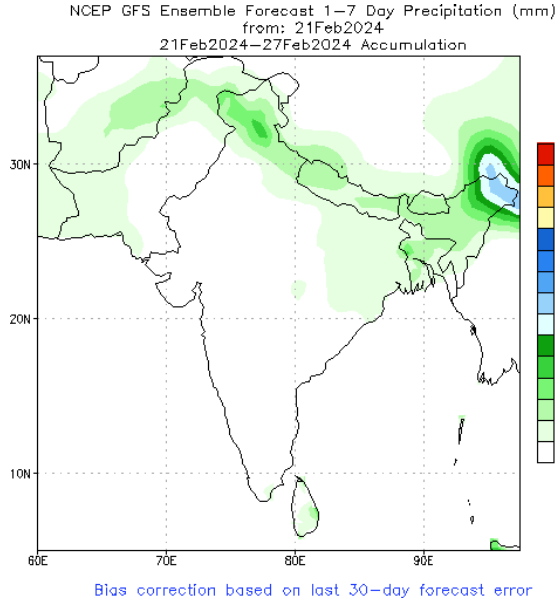 NCEP GFS Ensemble Forecast 1-7 Day Precipitation (mm)
from: 21Feb2024
21Feb2024-27Feb2024 Accumulation
30N
20N
10N
60E
70E
80E
90E
Bias correction based on last 30-day forecast error